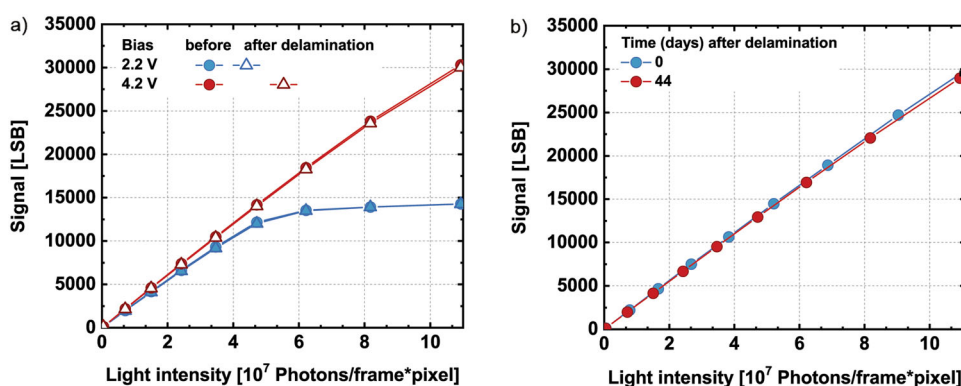 a)
Bias before after delamination
2.2 V
4.2 V
35000
30000
25000
20000
15000
10000
5000
0
Signal [LSB]
0 2 4 6 8 10
Light intensity [10⁷ Photons/frame*pixel]
b)
Time (days) after delamination
0
44
35000
30000
25000
20000
15000
10000
5000
0
Signal [LSB]
0 2 4 6 8 10
Light intensity [10⁷ Photons/frame*pixel]